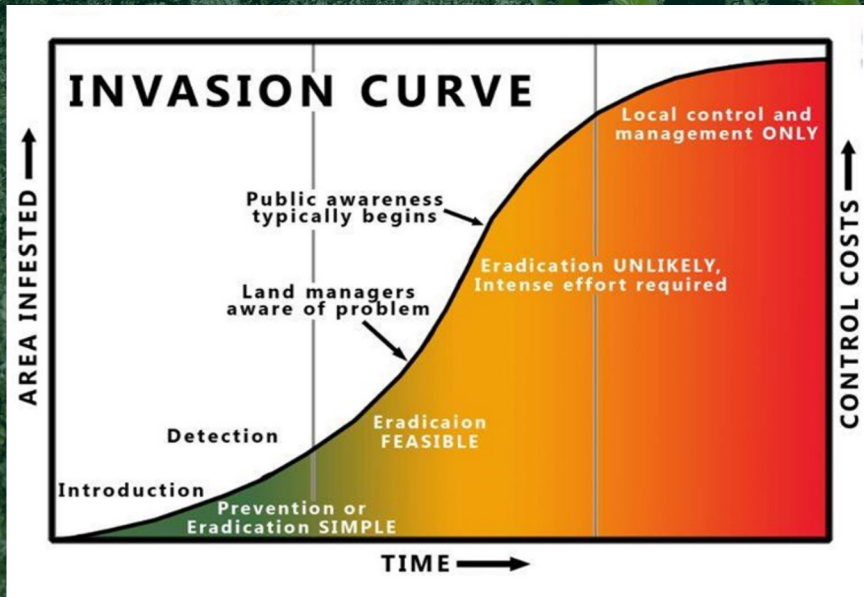 INVASION CURVE
Local control and
management ONLY
Public awareness
typically begins
Eradication UNLIKELY,
Intense effort required
Land managers
aware of problem
Eradicaion
FEASIBLE
Detection
Introduction
Prevention or
Eradication SIMPLE
AREA INFESTED
CONTROL COSTS
TIME